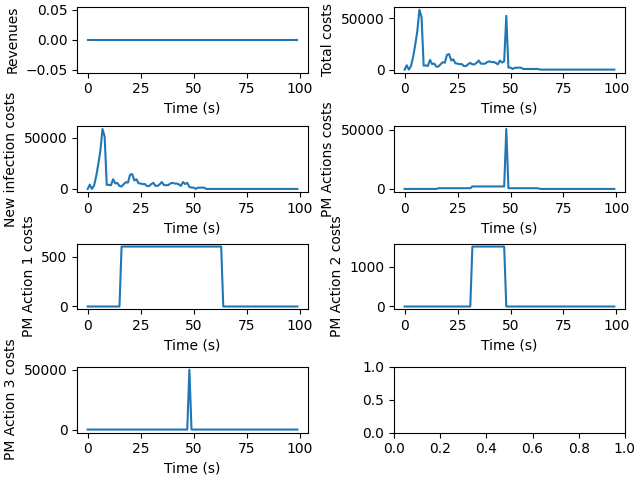 Revenues
0.05
0.00
−0.05
0 25 50 75 100
Time (s)
Total costs
50000
0
0 25 50 75 100
Time (s)
New infection costs
50000
0
0 25 50 75 100
Time (s)
PM Actions costs
50000
0
0 25 50 75 100
Time (s)
PM Action 1 costs
500
0
0 25 50 75 100
Time (s)
PM Action 2 costs
1000
0
0 25 50 75 100
Time (s)
PM Action 3 costs
50000
0
0 25 50 75 100
Time (s)
1.0
0.5
0.0
0.0 0.2 0.4 0.6 0.8 1.0